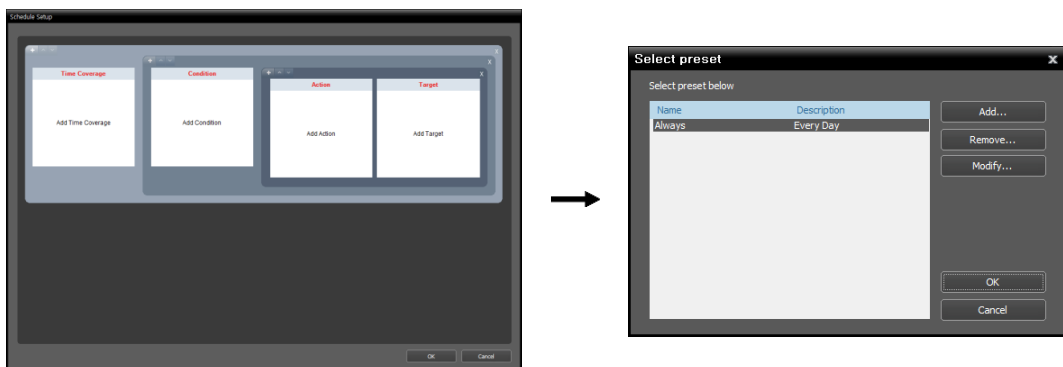 Schedule Setup
x
x
x
Time Coverage
Condition
Action
Target
Add Time Coverage
Add Condition
Add Action
Add Target
OK
Cancel
Select preset
x
Select preset below
Name Description
Always Every Day
Add...
Remove...
Modify...
OK
Cancel